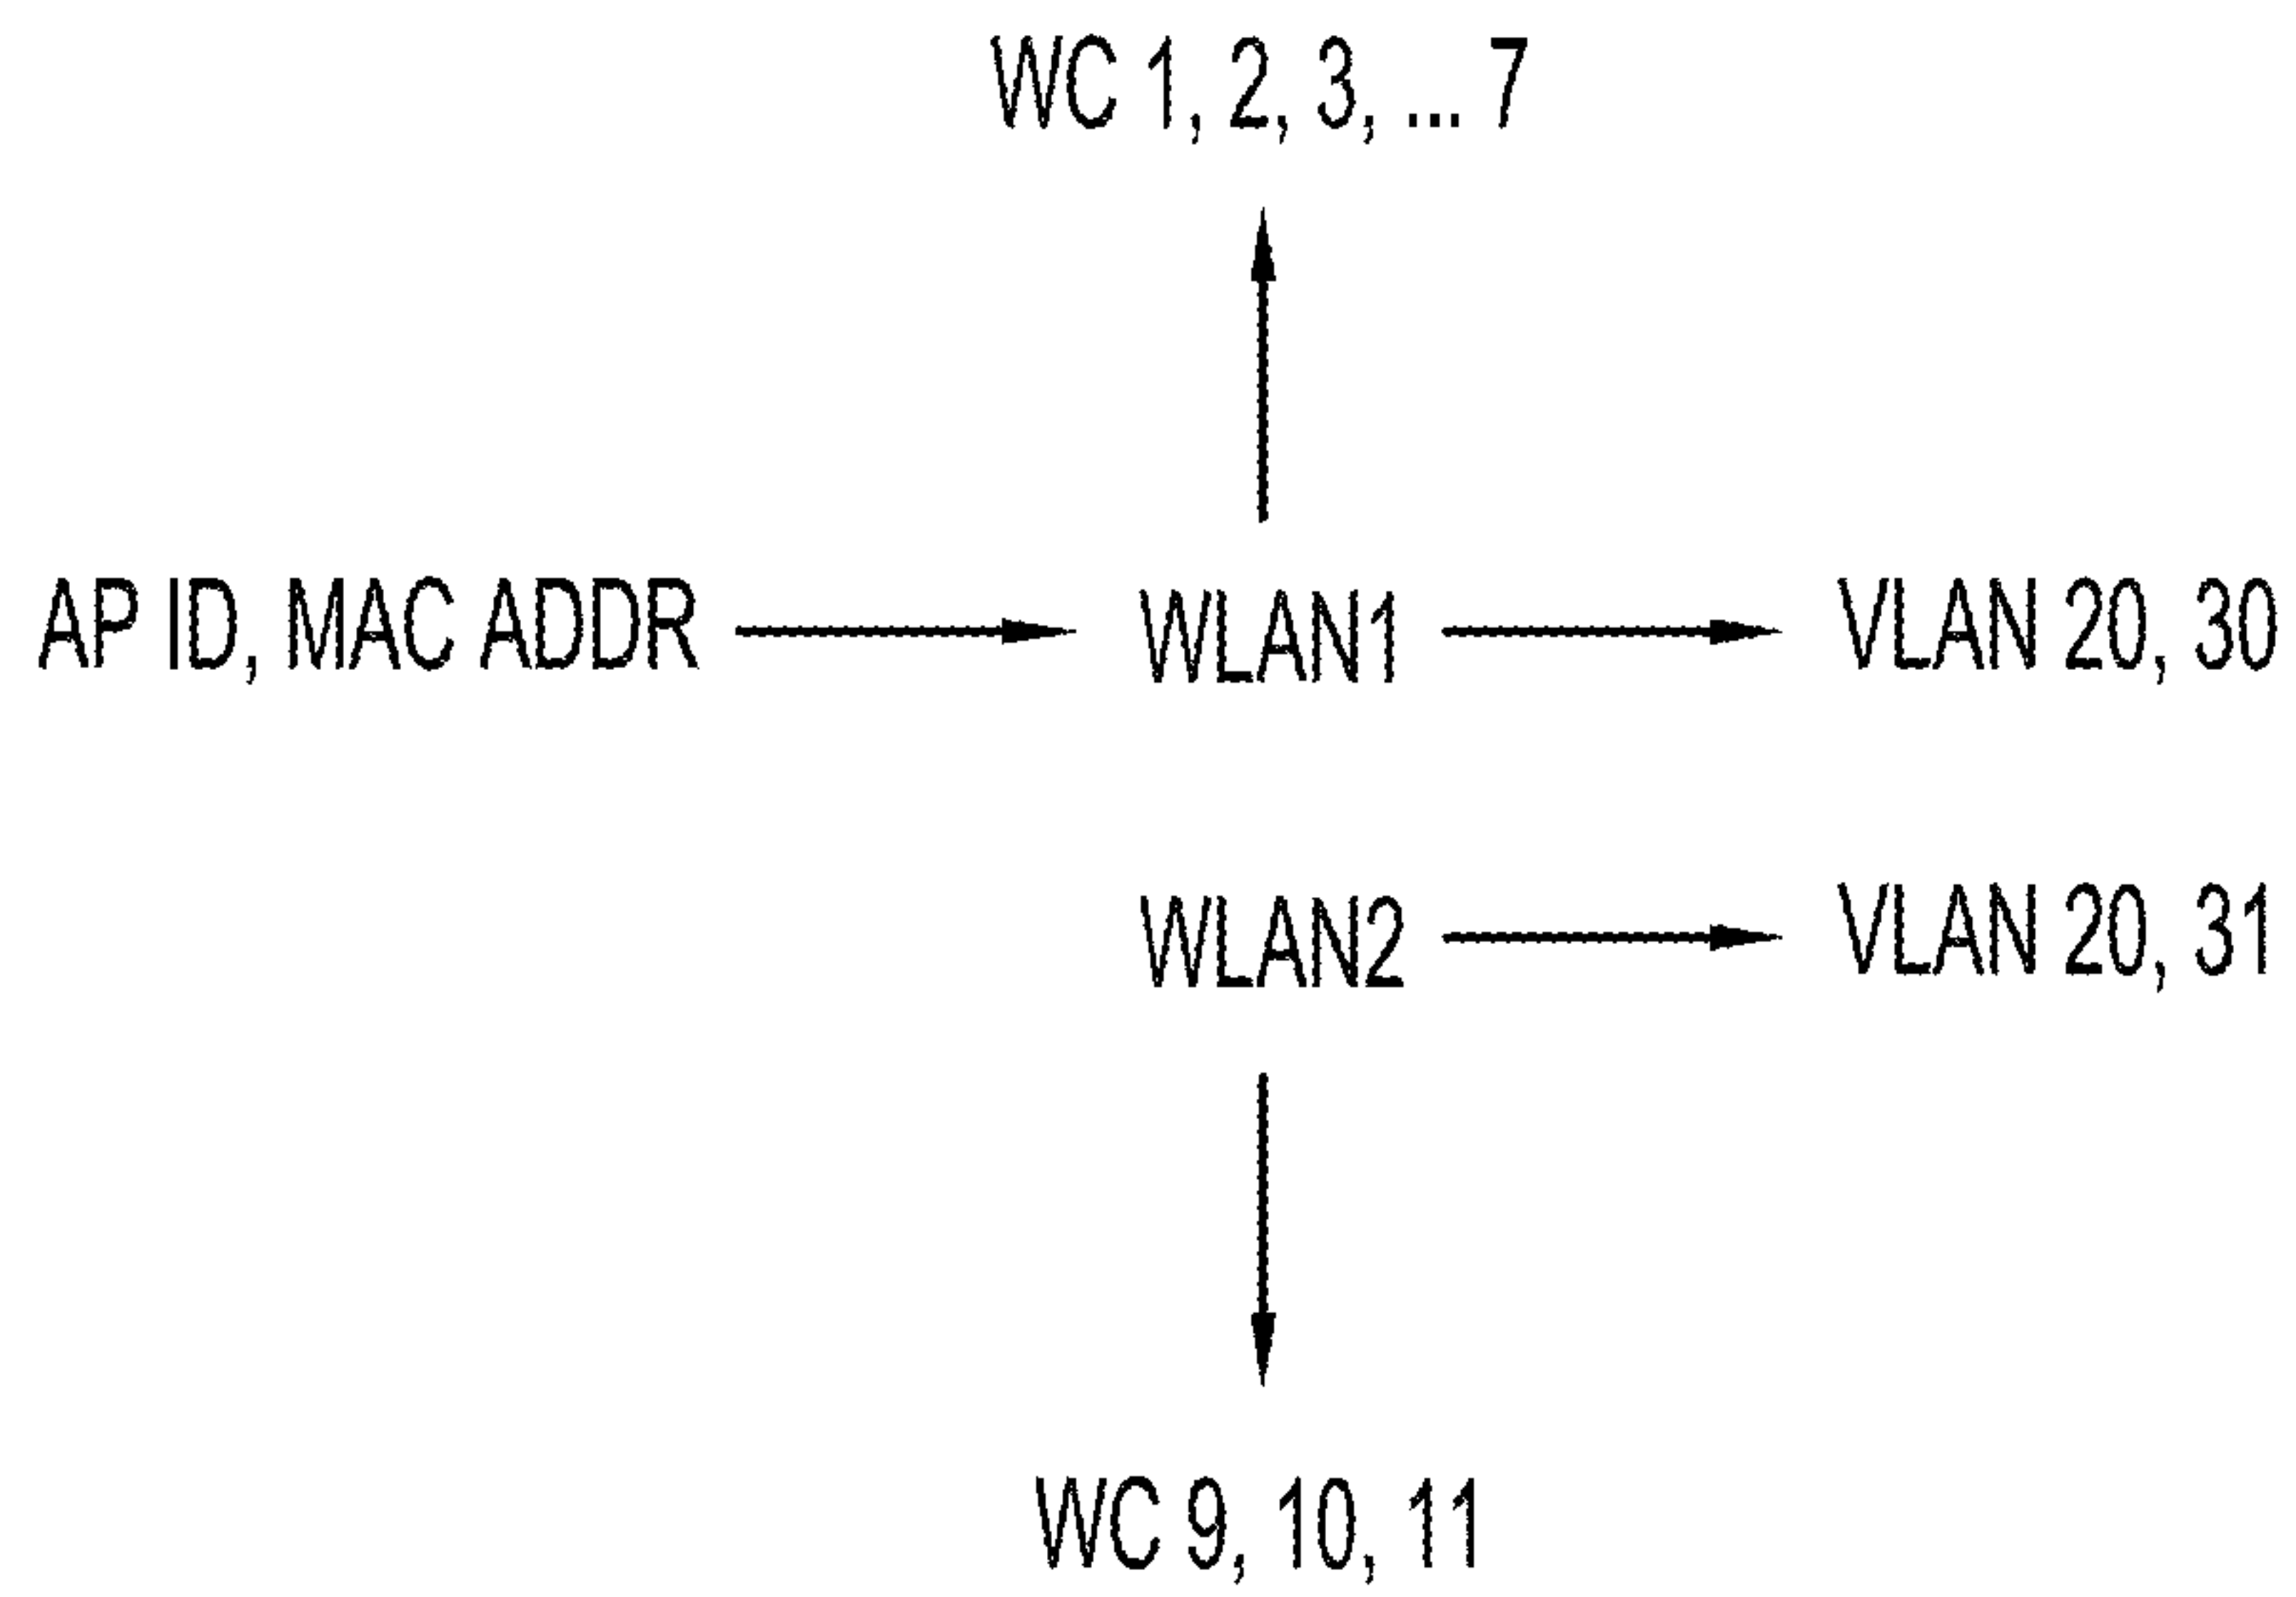 WC 1, 2, 3, ... 7
AP ID, MAC ADDR
WLAN1
VLAN 20, 30
WLAN2
VLAN 20, 31
WC 9, 10, 11